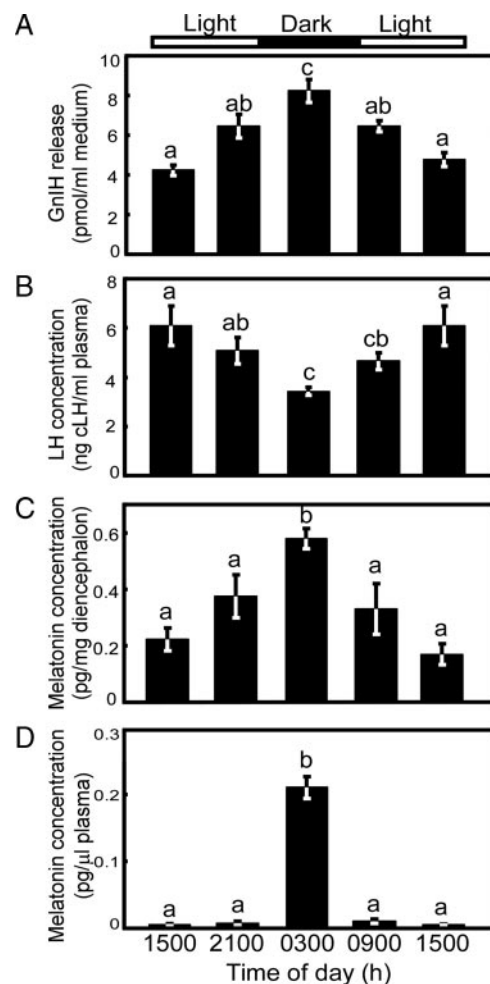 A
Light Dark Light
GnIH release
(pmol/ml medium)
10
8
6
4
2
0
a
ab
c
ab
a
B
LH concentration
(ng cLH/ml plasma)
8
6
4
2
0
a
ab
c
cb
a
C
Melatonin concentration
(pg/mg diencephalon)
0.6
0.4
0.2
0
a
a
b
a
a
D
Melatonin concentration
(pg/µl plasma)
0.3
0.2
0.1
0
a
a
b
a
a
1500 2100 0300 0900 1500
Time of day (h)